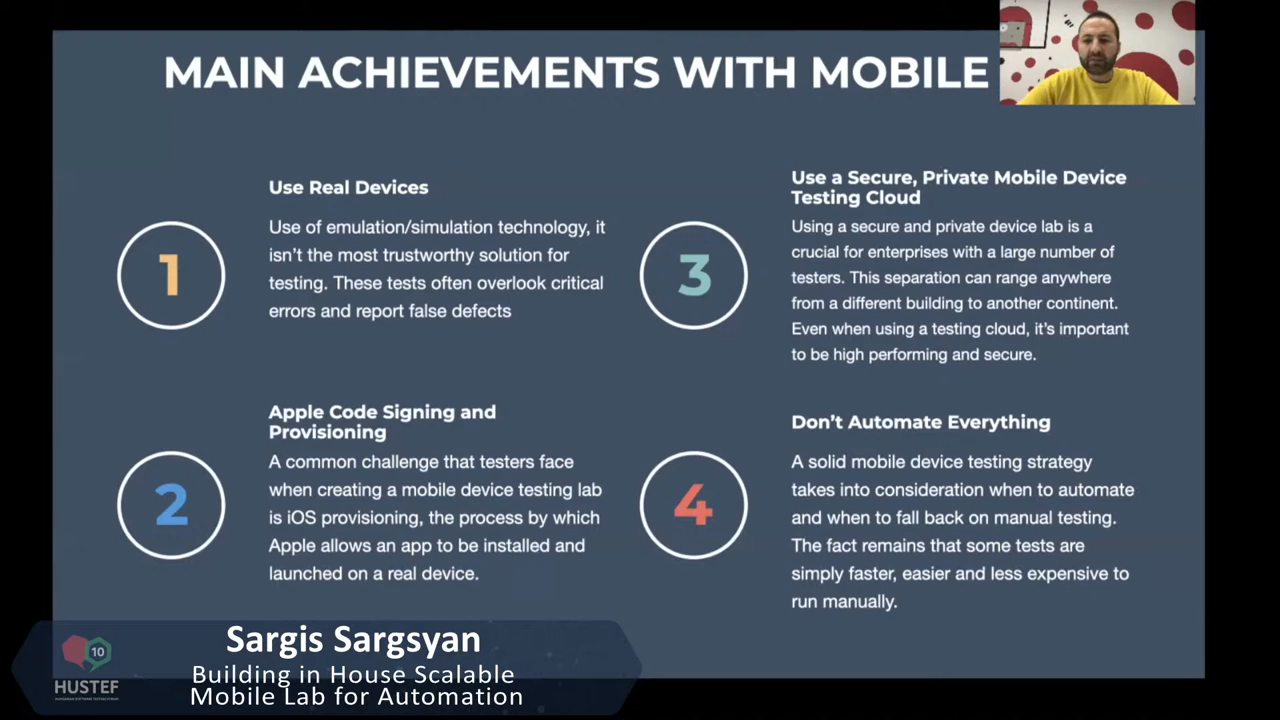 MAIN ACHIEVEMENTS WITH MOBILE
1
Use Real Devices
Use of emulation/simulation technology, it
isn't the most trustworthy solution for
testing. These tests often overlook critical
errors and report false defects
2
Apple Code Signing and
Provisioning
A common challenge that testers face
when creating a mobile device testing lab
is iOS provisioning, the process by which
Apple allows an app to be installed and
launched on a real device.
3
Use a Secure, Private Mobile Device
Testing Cloud
Using a secure and private device lab is a
crucial for enterprises with a large number of
testers. This separation can range anywhere
from a different building to another continent.
Even when using a testing cloud, it's important
to be high performing and secure.
4
Don't Automate Everything
A solid mobile device testing strategy
takes into consideration when to automate
and when to fall back on manual testing.
The fact remains that some tests are
simply faster, easier and less expensive to
run manually.
10
HUSTEF
HUNGARIAN SOFTWARE TESTING FORUM
Sargis Sargsyan
Building in House Scalable
Mobile Lab for Automation